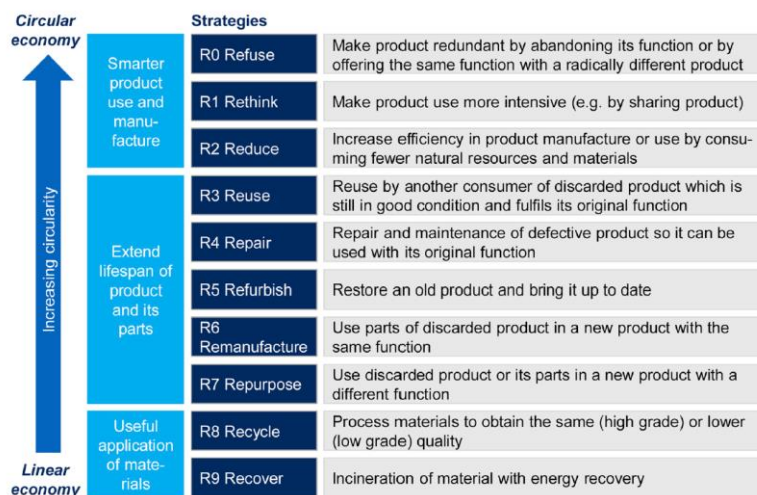 Circular
economy
Strategies
Increasing circularity
Linear
economy
Smarter
product
use and
manu-
facture
R0 Refuse
Make product redundant by abandoning its function or by
offering the same function with a radically different product
R1 Rethink
Make product use more intensive (e.g. by sharing product)
R2 Reduce
Increase efficiency in product manufacture or use by consu-
ming fewer natural resources and materials
Extend
lifespan of
product
and its
parts
R3 Reuse
Reuse by another consumer of discarded product which is
still in good condition and fulfils its original function
R4 Repair
Repair and maintenance of defective product so it can be
used with its original function
R5 Refurbish
Restore an old product and bring it up to date
R6
Remanufacture
Use parts of discarded product in a new product with the
same function
R7 Repurpose
Use discarded product or its parts in a new product with a
different function
Useful
application
of mate-
rials
R8 Recycle
Process materials to obtain the same (high grade) or lower
(low grade) quality
R9 Recover
Incineration of material with energy recovery